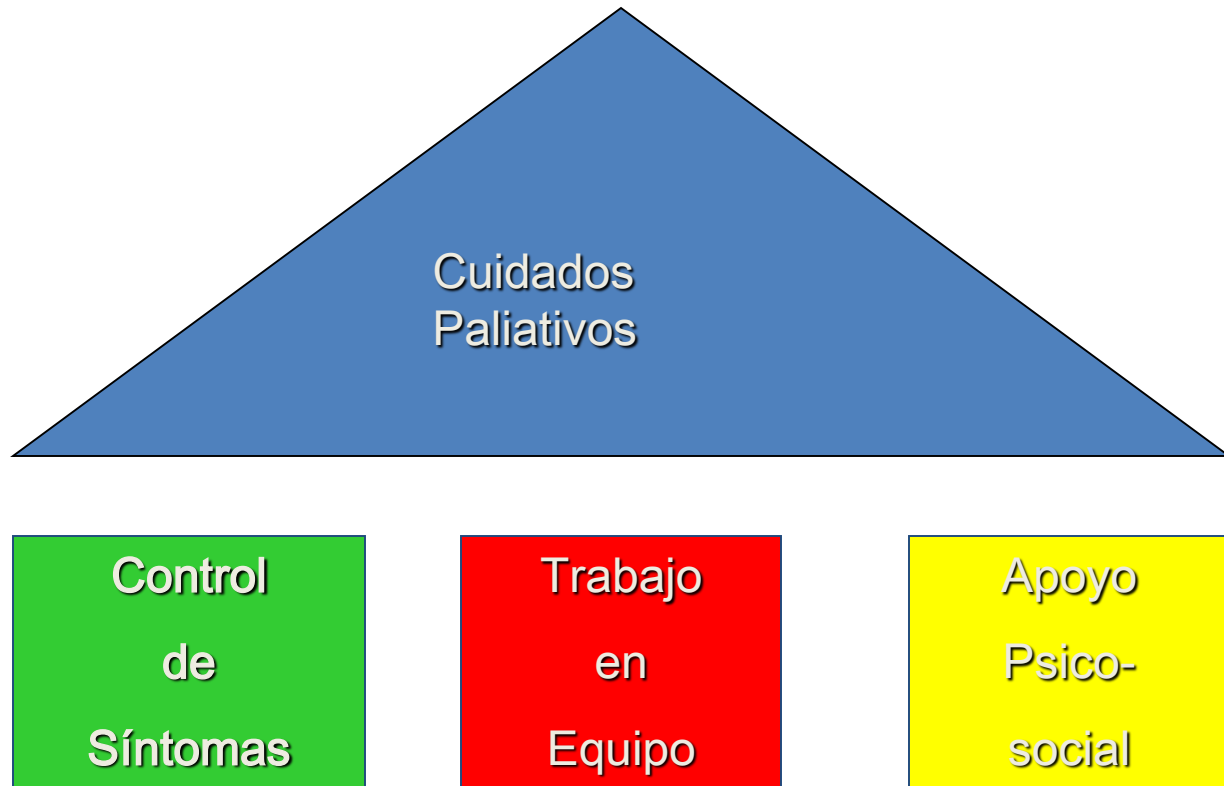 Cuidados
Paliativos
Control
de
Síntomas
Trabajo
en
Equipo
Apoyo
Psico-
social